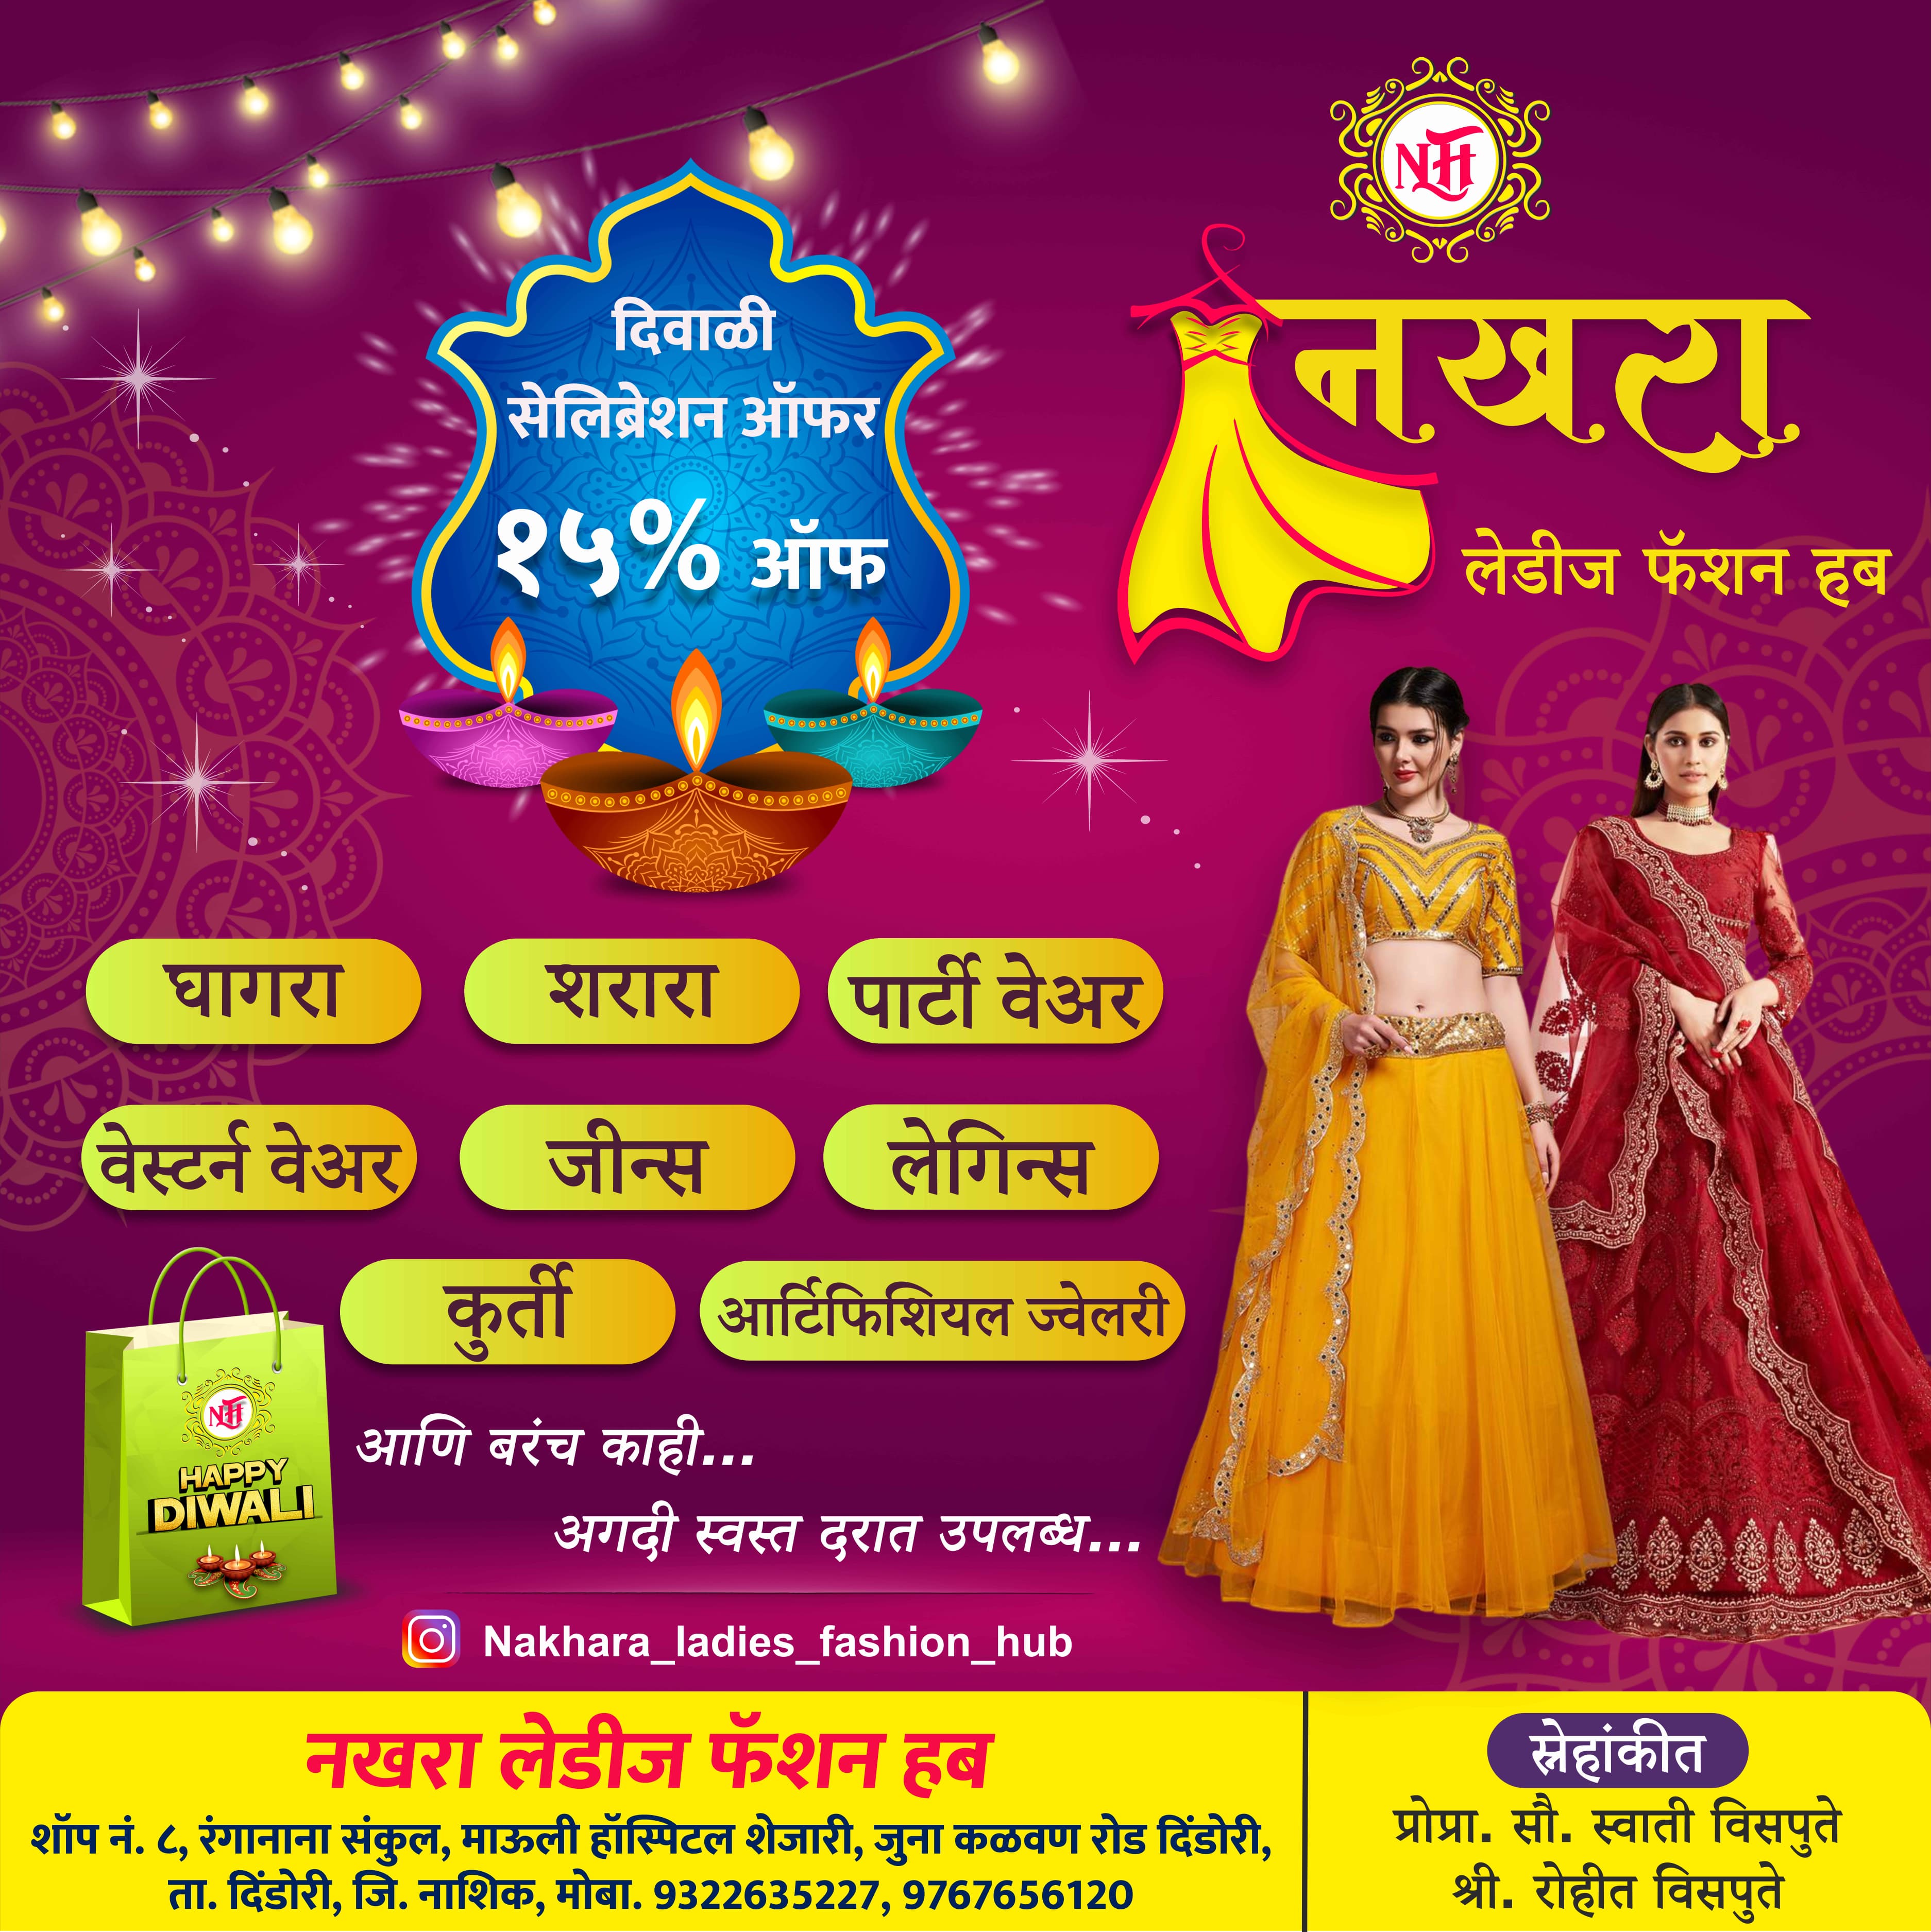 NH
नखरा
लेडीज फॅशन हब
दिवाळी
सेलिब्रेशन ऑफर
१५% ऑफ
घागरा
शरारा
पार्टी वेअर
वेस्टर्न वेअर
जीन्स
लेगिन्स
कुर्ती
आर्टिफिशियल ज्वेलरी
NH
HAPPY
DIWALI
आणि बरंच काही...
अगदी स्वस्त दरात उपलब्ध...
Nakhara_ladies_fashion_hub
नखरा लेडीज फॅशन हब
शॉप नं. ८, रंगानाना संकुल, माऊली हॉस्पिटल शेजारी, जुना कळवण रोड दिंडोरी,
ता. दिंडोरी, जि. नाशिक, मोबा. 9322635227, 9767656120
स्नेहांकीत
प्रोप्रा. सौ. स्वाती विसपुते
श्री. रोहीत विसपुते